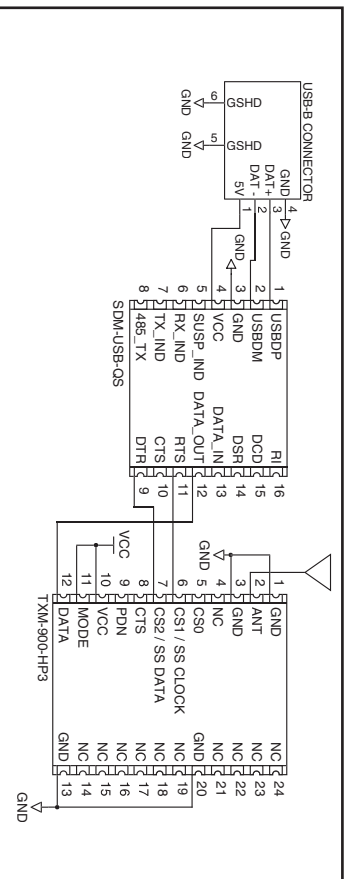 USB-B CONNECTOR
GND 4
DAT+ 3
DAT - 2
5V 1
GSHD 6
GSHD 5
GND
GND
GND
GND
1 USBDP
2 USBDM
3 GND
4 VCC
5 SUSP_IND
6 RX_IND
7 TX_IND
8 485_TX
RI 16
DCD 15
DSR 14
DATA_IN 13
DATA_OUT 12
RTS 11
CTS 10
DTR 9
SDM-USB-QS
GND
VCC
1 GND
2 ANT
3 GND
4 NC
5 CS0
6 CS1 / SS CLOCK
7 CS2 / SS DATA
8 CTS
9 PDN
10 VCC
11 MODE
12 DATA
NC 24
NC 23
NC 22
NC 21
GND 20
NC 19
NC 18
NC 17
NC 16
NC 15
NC 14
GND 13
TXM-900-HP3
GND